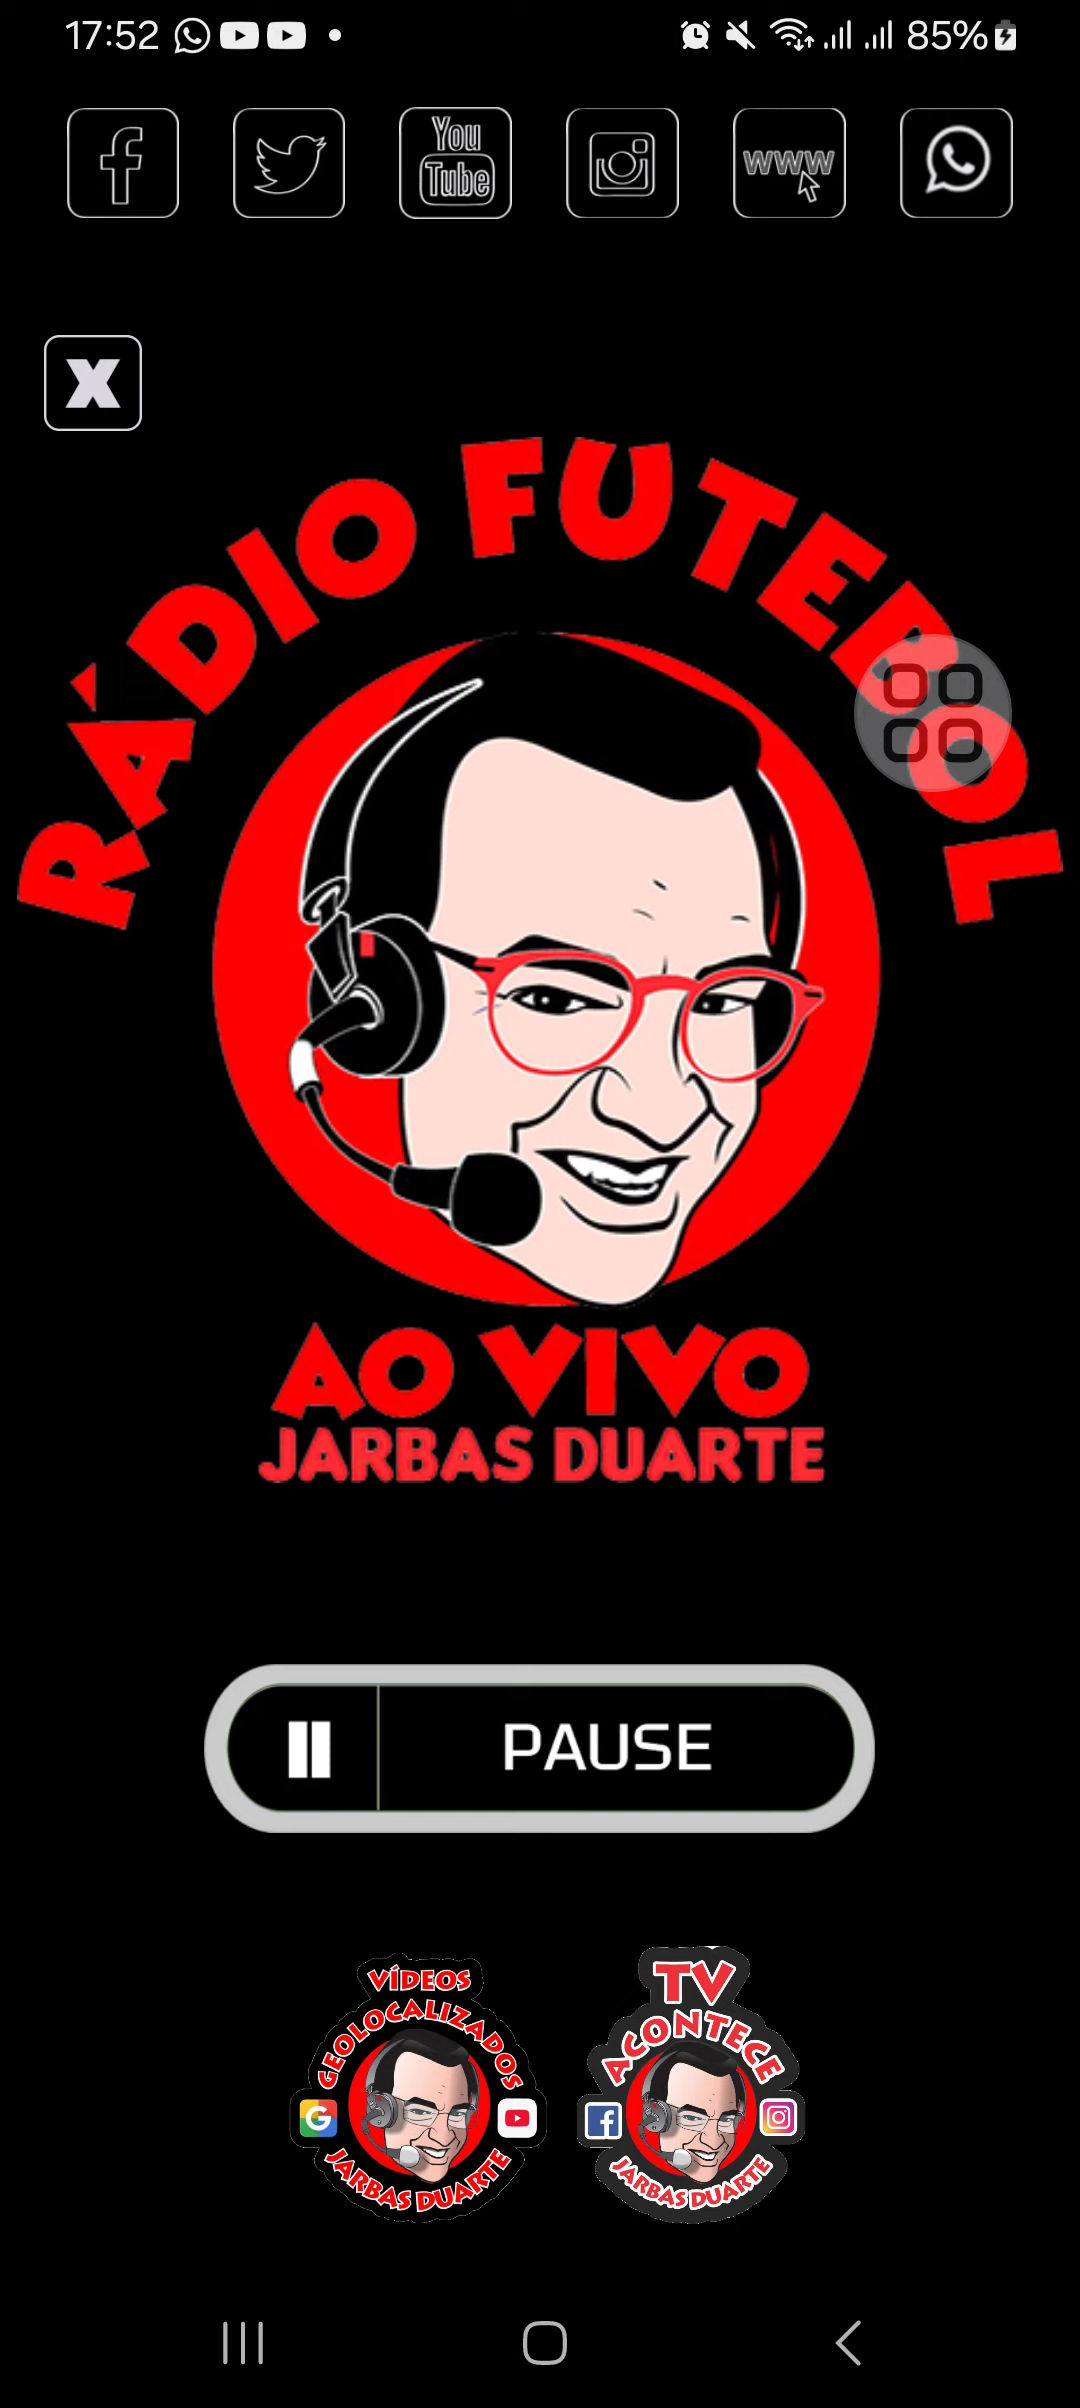 17:52
85%
f
You
Tube
WWW
X
RÁDIO FUTEBOL
AO VIVO
JARBAS DUARTE
PAUSE
VÍDEOS
GEOLOCALIZADOS
G
JARBAS DUARTE
TV
ACONTECE
f
JARBAS DUARTE